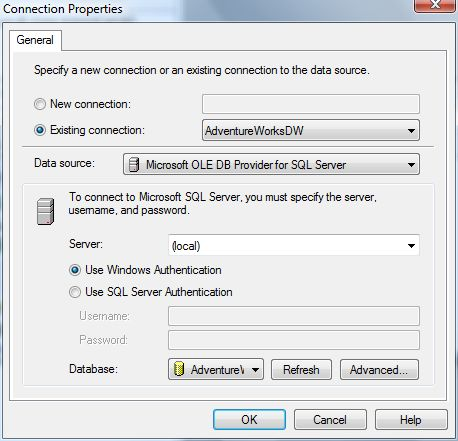 Connection Properties
General
Specify a new connection or an existing connection to the data source.
New connection:
Existing connection: AdventureWorksDW
Data source: Microsoft OLE DB Provider for SQL Server
To connect to Microsoft SQL Server, you must specify the server,
username, and password.
Server: (local)
Use Windows Authentication
Use SQL Server Authentication
Username:
Password:
Database: AdventureW Refresh Advanced...
OK Cancel Help